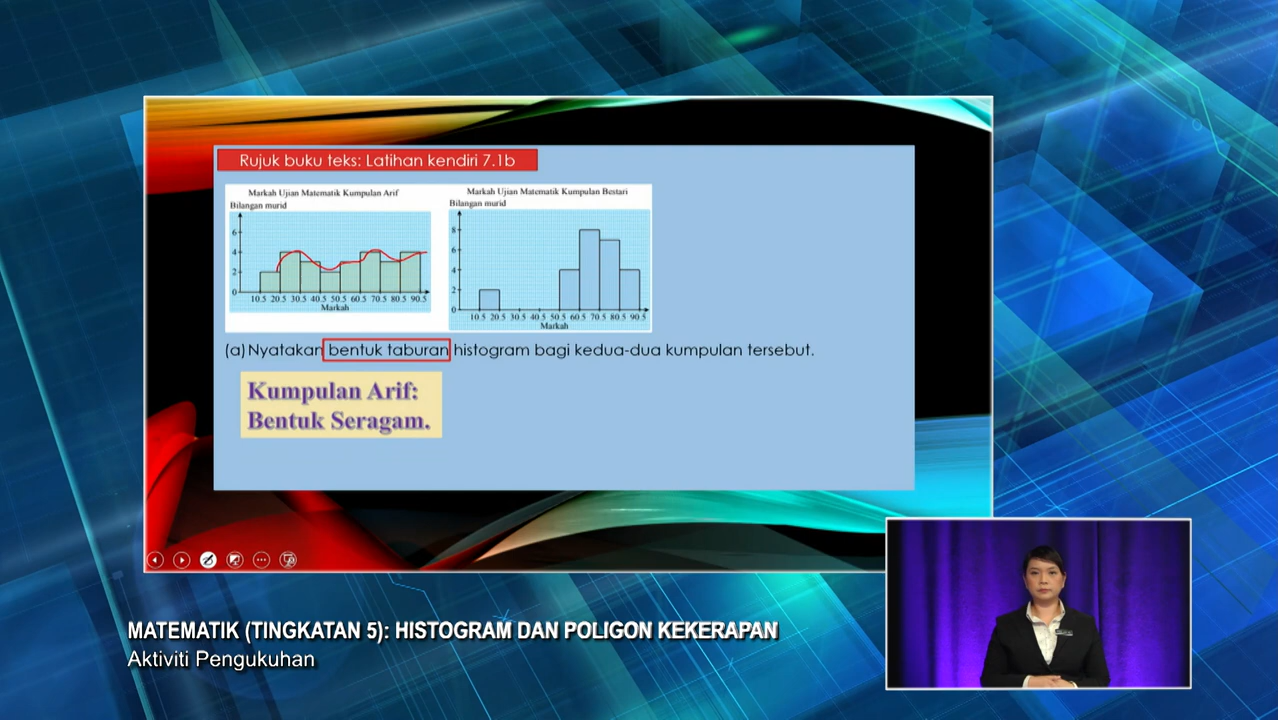 Rujuk buku teks: Latihan kendiri 7.1b
Markah Ujian Matematik Kumpulan Arif
Bilangan murid
6
4
2
0
10.5 20.5 30.5 40.5 50.5 60.5 70.5 80.5 90.5
Markah
Markah Ujian Matematik Kumpulan Bestari
Bilangan murid
8
6
4
2
0
10.5 20.5 30.5 40.5 50.5 60.5 70.5 80.5 90.5
Markah
(a) Nyatakan bentuk taburan histogram bagi kedua-dua kumpulan tersebut.
Kumpulan Arif:
Bentuk Seragam.
MATEMATIK (TINGKATAN 5): HISTOGRAM DAN POLIGON KEKERAPAN
Aktiviti Pengukuhan